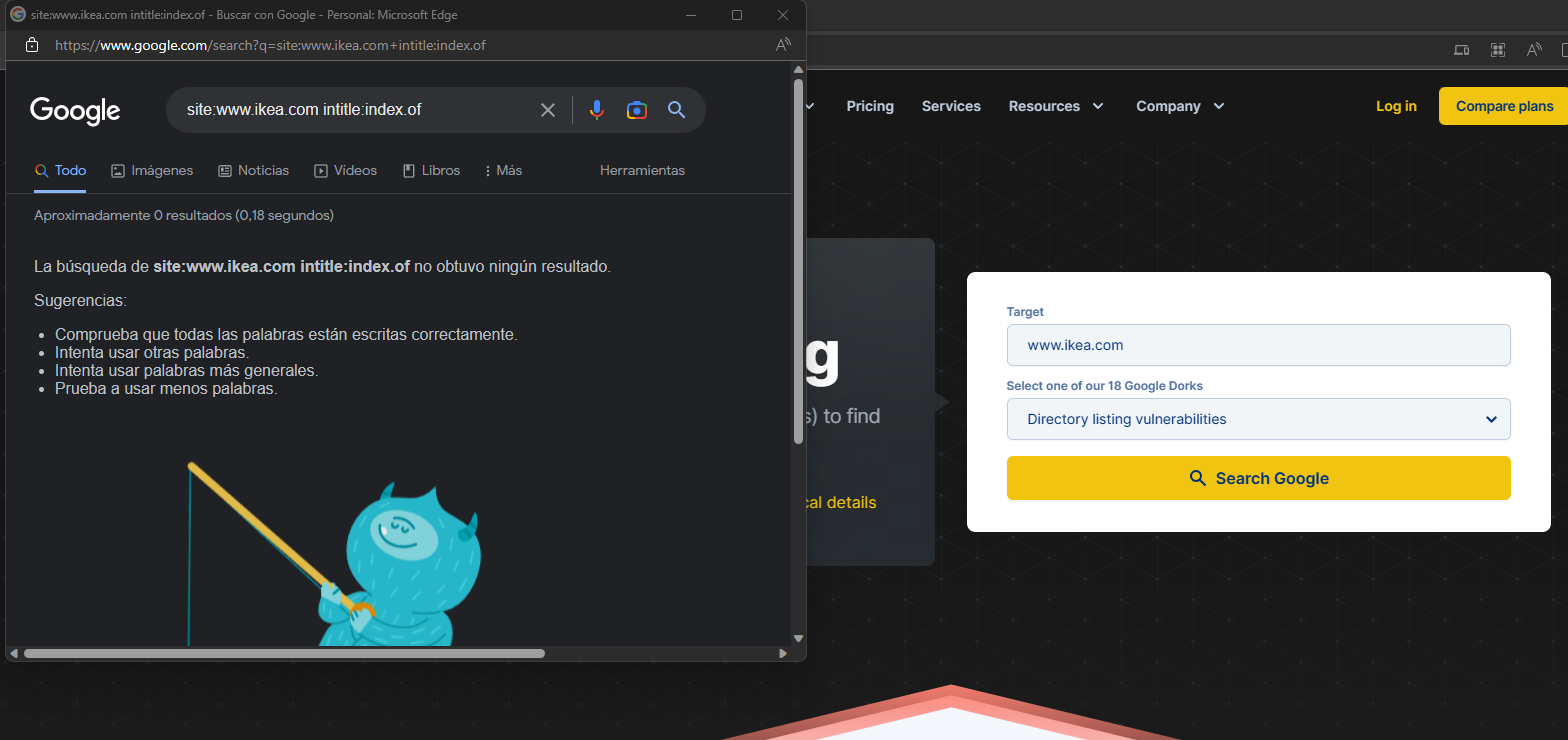 site:www.ikea.com intitle:index.of - Buscar con Google - Personal: Microsoft Edge
https://www.google.com/search?q=site:www.ikea.com+intitle:index.of
Google
site:www.ikea.com intitle:index.of
Todo Imágenes Noticias Vídeos Libros Más Herramientas
Aproximadamente 0 resultados (0,18 segundos)
La búsqueda de site:www.ikea.com intitle:index.of no obtuvo ningún resultado.
Sugerencias:
Comprueba que todas las palabras están escritas correctamente.
Intenta usar otras palabras.
Intenta usar palabras más generales.
Prueba a usar menos palabras.
Pricing Services Resources Company Log in Compare plans
g
s) to find
cal details
Target
www.ikea.com
Select one of our 18 Google Dorks
Directory listing vulnerabilities
Search Google